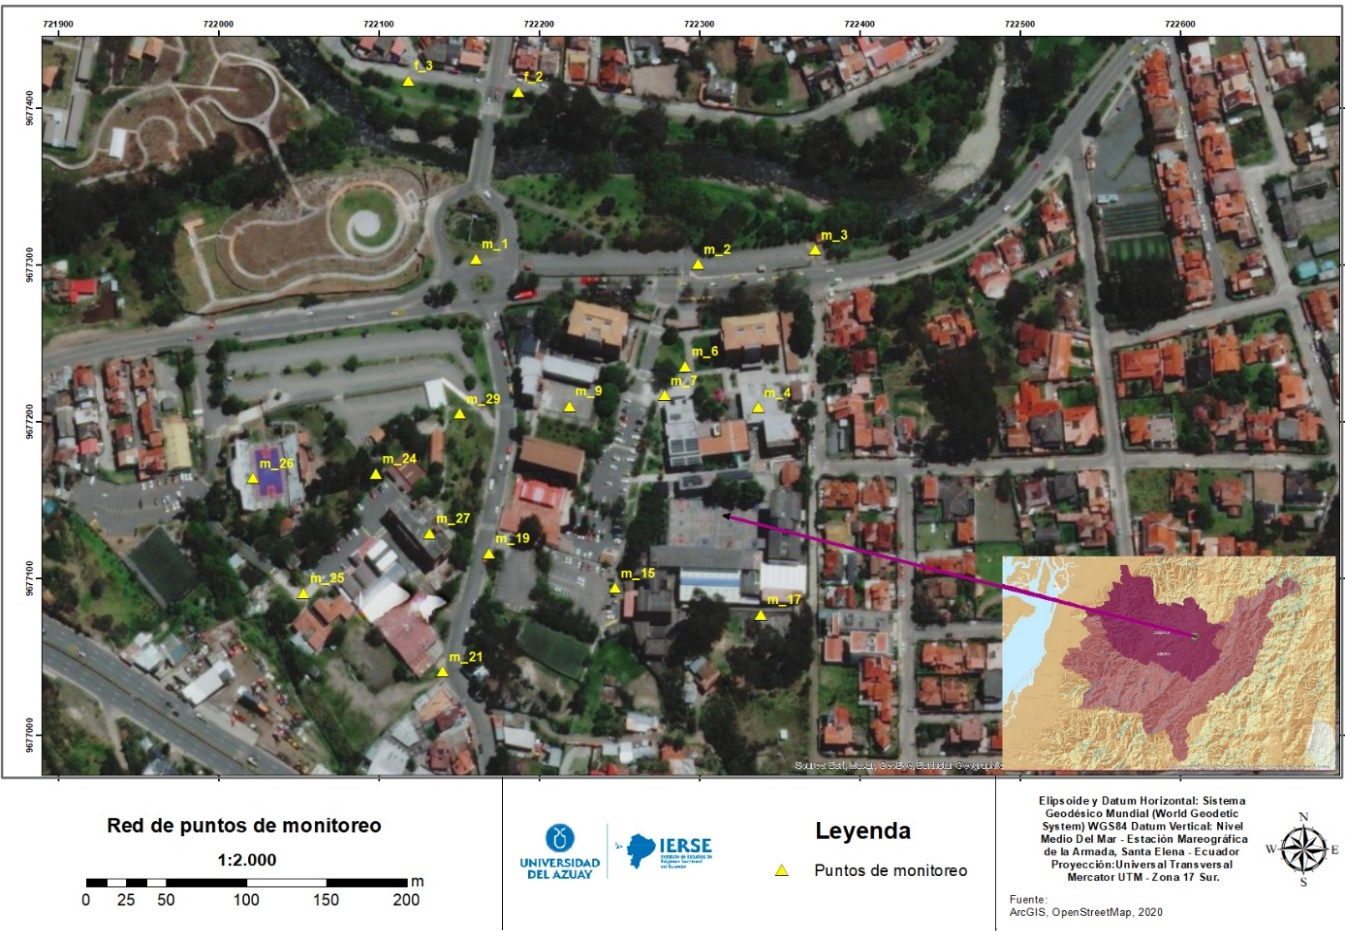 721900 722000 722100 722200 722300 722400 722500 722600
9677400
9677300
9677200
9677100
9677000
f_3
f_2
m_1
m_2
m_3
m_6
m_7
m_4
m_9
m_29
m_26
m_24
m_27
m_19
m_25
m_15
m_17
m_21
Red de puntos de monitoreo
1:2.000
m
0 25 50 100 150 200
UNIVERSIDAD
DEL AZUAY
IERSE
Leyenda
Puntos de monitoreo
Elipsoide y Datum Horizontal: Sistema
Geodésico Mundial (World Geodetic
System) WGS84 Datum Vertical: Nivel
Medio Del Mar - Estación Mareográfica
de la Armada, Santa Elena - Ecuador
Proyección:Universal Transversal
Mercator UTM - Zona 17 Sur.
N
W E
S
Fuente:
ArcGIS, OpenStreetMap, 2020